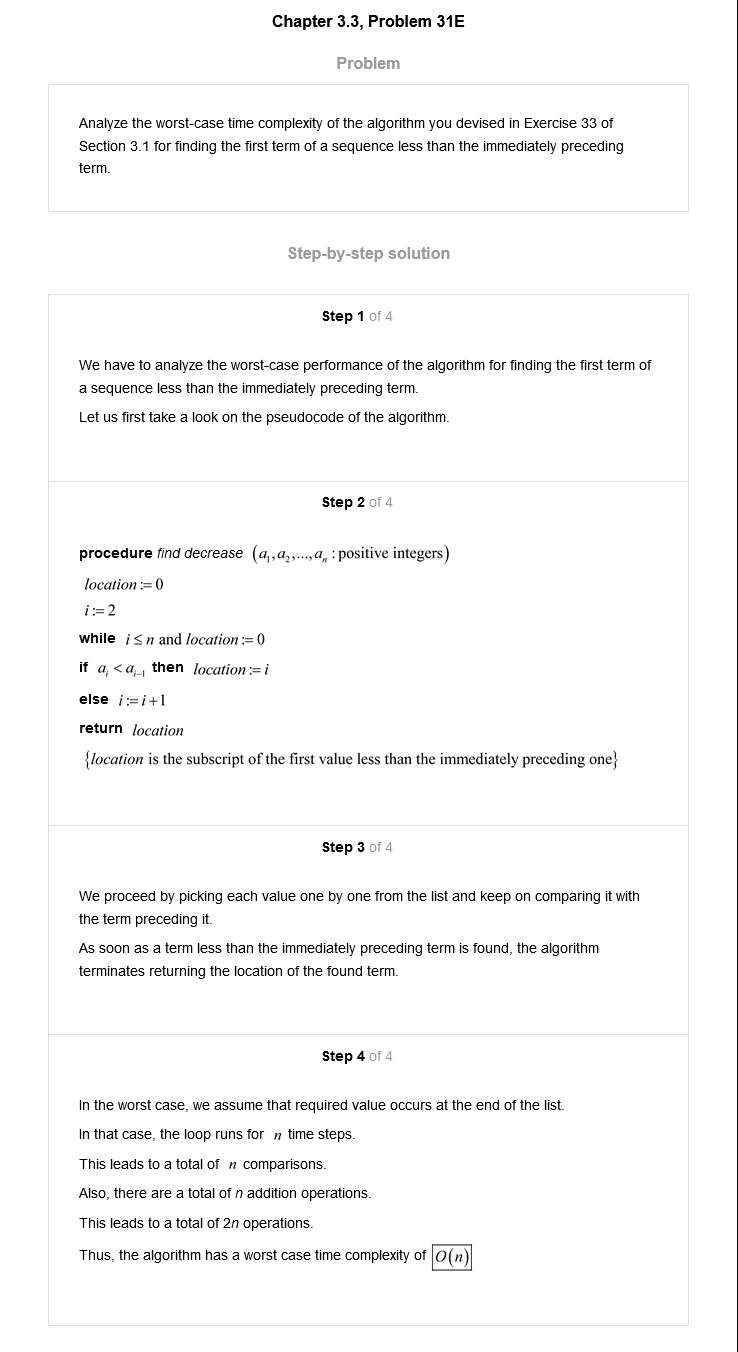 Chapter 3.3, Problem 31E
Problem
Analyze the worst-case time complexity of the algorithm you devised in Exercise 33 of
Section 3.1 for finding the first term of a sequence less than the immediately preceding
term.
Step-by-step solution
Step 1 of 4
We have to analyze the worst-case performance of the algorithm for finding the first term of
a sequence less than the immediately preceding term.
Let us first take a look on the pseudocode of the algorithm.
Step 2 of 4
procedure find decrease (a₁,a₂,...,aₙ : positive integers)
location := 0
i := 2
while i ≤ n and location := 0
if aᵢ < aᵢ₋₁ then location := i
else i := i+1
return location
{location is the subscript of the first value less than the immediately preceding one}
Step 3 of 4
We proceed by picking each value one by one from the list and keep on comparing it with
the term preceding it.
As soon as a term less than the immediately preceding term is found, the algorithm
terminates returning the location of the found term.
Step 4 of 4
In the worst case, we assume that required value occurs at the end of the list.
In that case, the loop runs for n time steps.
This leads to a total of n comparisons.
Also, there are a total of n addition operations.
This leads to a total of 2n operations.
Thus, the algorithm has a worst case time complexity of O(n)